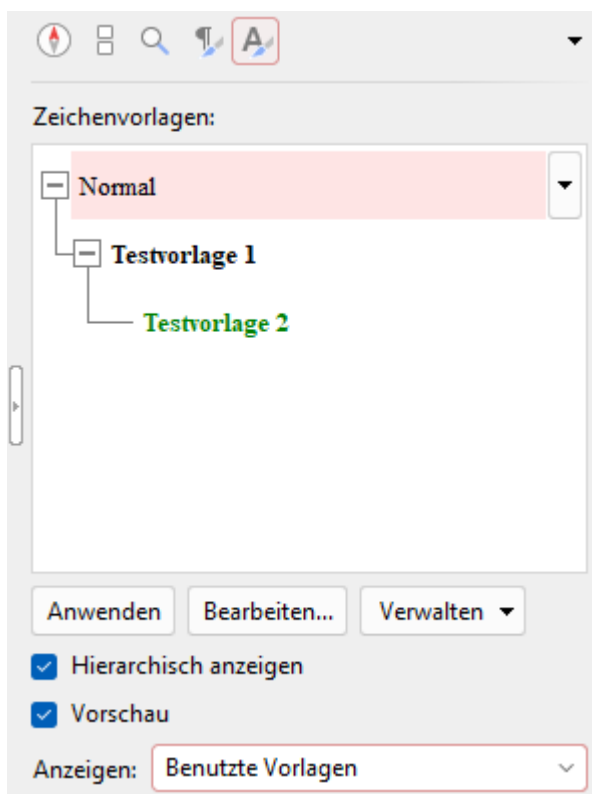 Zeichenvorlagen:
Normal
Testvorlage 1
Testvorlage 2
Anwenden Bearbeiten... Verwalten
Hierarchisch anzeigen
Vorschau
Anzeigen: Benutzte Vorlagen